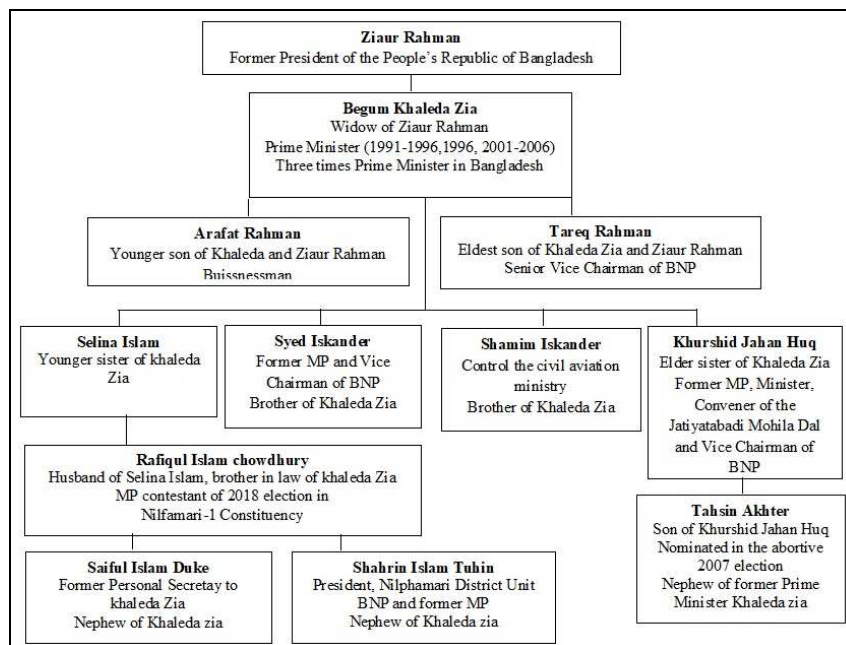 Ziaur Rahman
Former President of the People's Republic of Bangladesh
Begum Khaleda Zia
Widow of Ziaur Rahman
Prime Minister (1991-1996,1996, 2001-2006)
Three times Prime Minister in Bangladesh
Arafat Rahman
Younger son of Khaleda and Ziaur Rahman
Buissnessman
Tareq Rahman
Eldest son of Khaleda Zia and Ziaur Rahman
Senior Vice Chairman of BNP
Selina Islam
Younger sister of khaleda
Zia
Syed Iskander
Former MP and Vice
Chairman of BNP
Brother of Khaleda Zia
Shamim Iskander
Control the civil aviation
ministry
Brother of Khaleda Zia
Khurshid Jahan Huq
Elder sister of Khaleda Zia
Former MP, Minister,
Convener of the
Jatiyatabadi Mohila Dal
and Vice Chairman of
BNP
Rafiqul Islam chowdhury
Husband of Selina Islam, brother in law of khaleda Zia
MP contestant of 2018 election in
Nilfamari-1 Constituency
Tahsin Akhter
Son of Khurshid Jahan Huq
Nominated in the abortive
2007 election
Nephew of former Prime
Minister Khaleda zia
Saiful Islam Duke
Former Personal Secretay to
khaleda Zia
Nephew of Khaleda zia
Shahrin Islam Tuhin
President, Nilphamari District Unit
BNP and former MP
Nephew of Khaleda zia